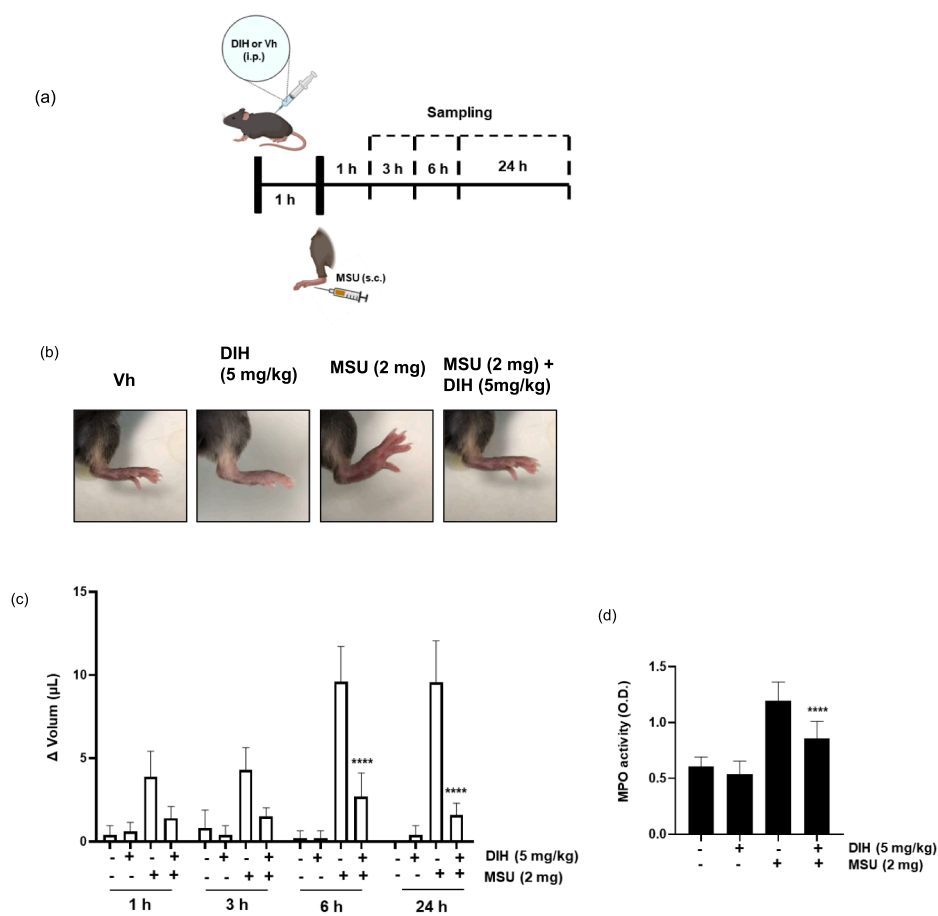 (a)
DIH or Vh
(i.p.)
Sampling
1 h
3 h
6 h
24 h
1 h
MSU (s.c.)
(b)
Vh
DIH
(5 mg/kg)
MSU (2 mg)
MSU (2 mg) +
DIH (5mg/kg)
(c)
Δ Volum (µL)
15
10
5
0
****
****
- + - + - + - + - + - + - + - + DIH (5 mg/kg)
- - + + - - + + - - + + - - + + MSU (2 mg)
1 h 3 h 6 h 24 h
(d)
MPO activity (O.D.)
1.5
1.0
0.5
0.0
****
- + - + DIH (5 mg/kg)
- - + + MSU (2 mg)